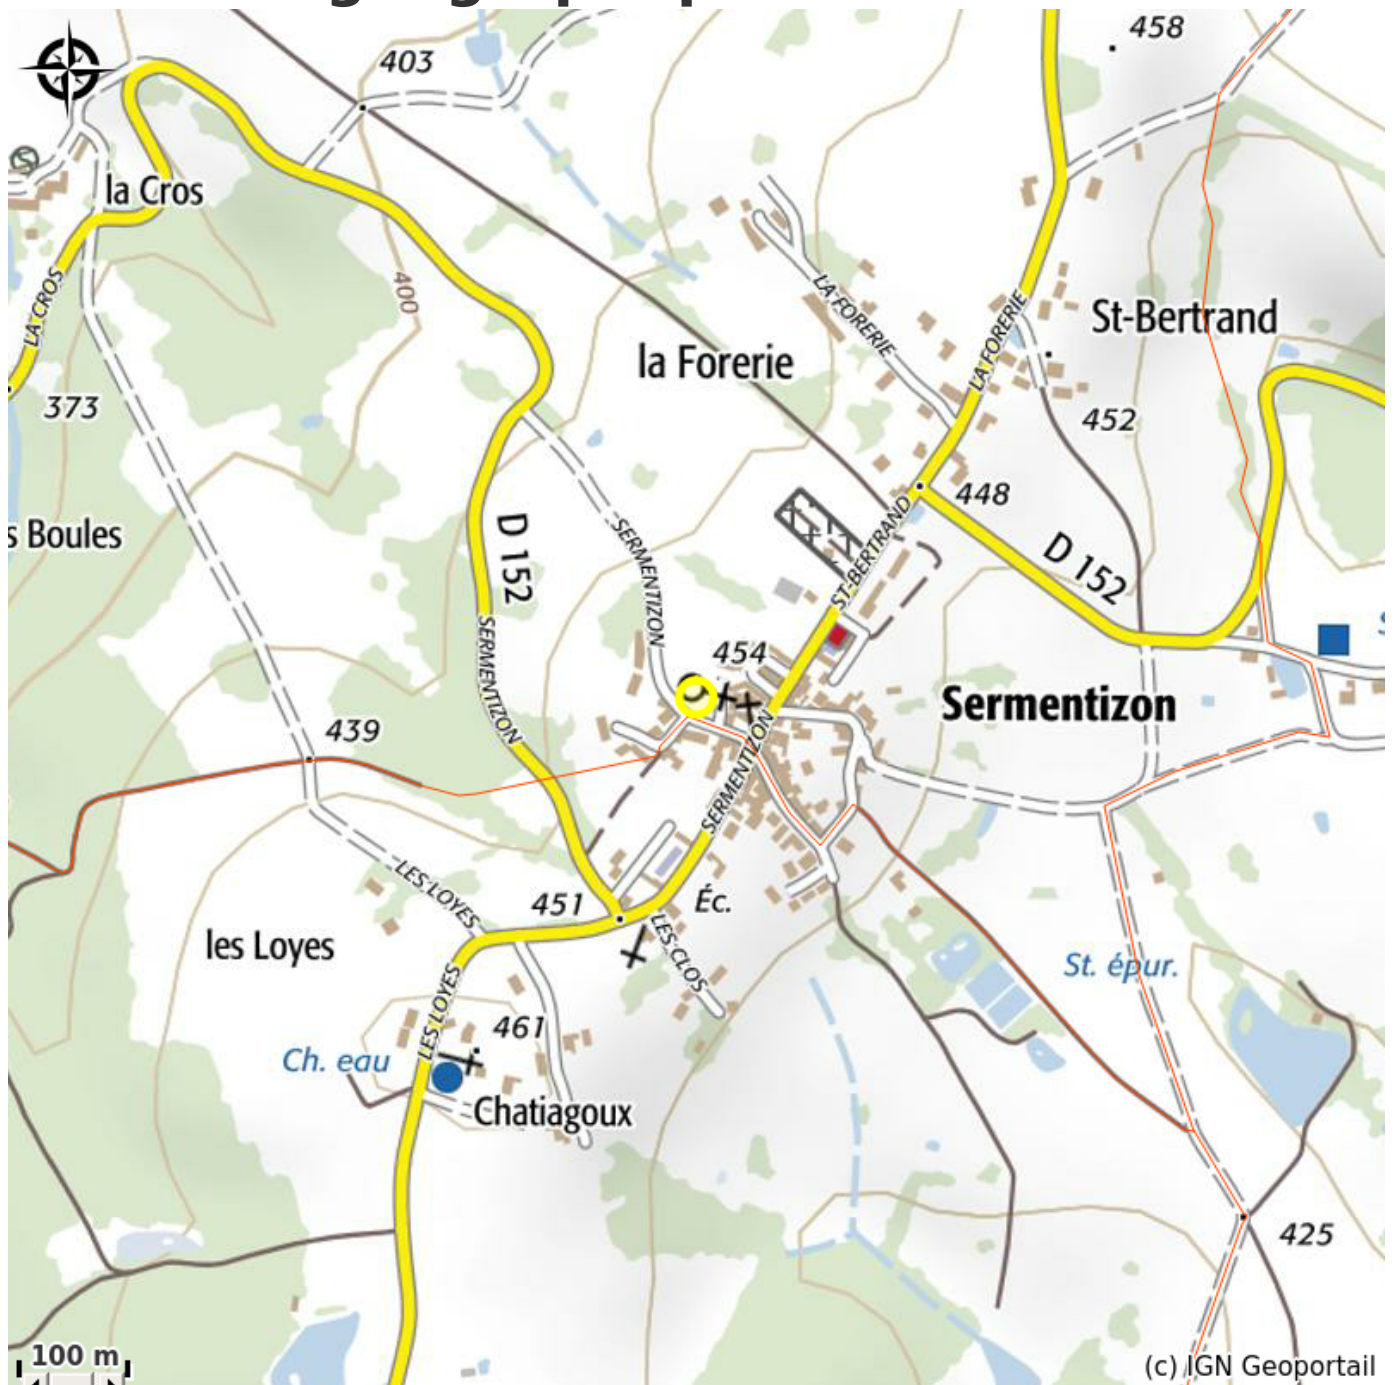 458
403
la Cros
400
LA CROS
LA FORERIE
LA FORERIE
St-Bertrand
la Forerie
373
452
448
s Boules
D 152
SERMENTIZON
ST-BERTRAND
D 152
SERMENTIZON
454
Sermentizon
439
SERMENTIZON
LES LOYES
451
Éc.
LES CLOS
les Loyes
St. épur.
LES LOYES
461
Ch. eau
Chatiagoux
425
100 m
(c) IGN Geoportail